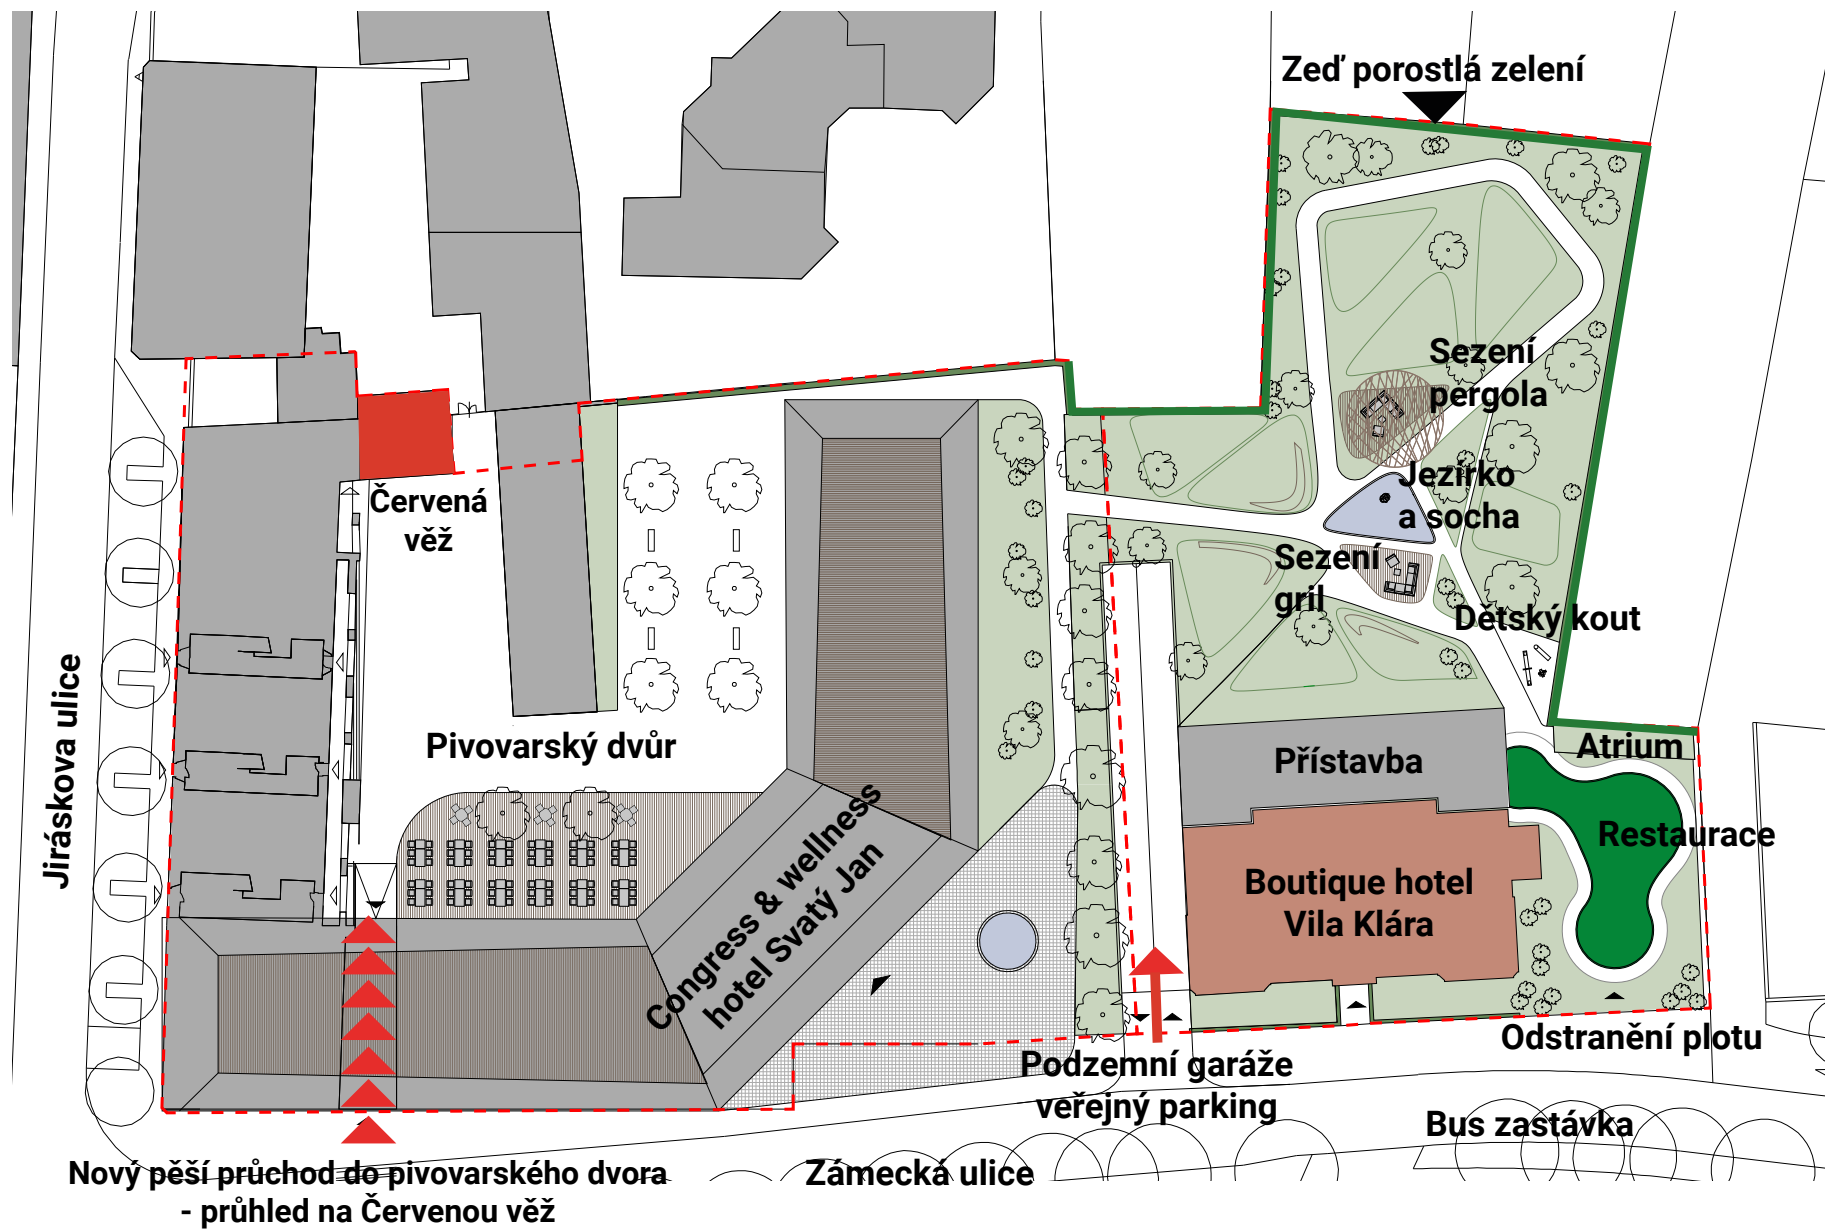 Zeď porostlá zelení
Sezení
pergola
Jezírko
a socha
Červená
věž
Sezení
gril
Dětský kout
Jiráskova ulice
Pivovarský dvůr
Přístavba
Atrium
Restaurace
Congress & wellness
hotel Svatý Jan
Boutique hotel
Vila Klára
Odstranění plotu
Podzemní garáže
veřejný parking
Bus zastávka
Zámecká ulice
Nový pěší průchod do pivovarského dvora
- průhled na Červenou věž